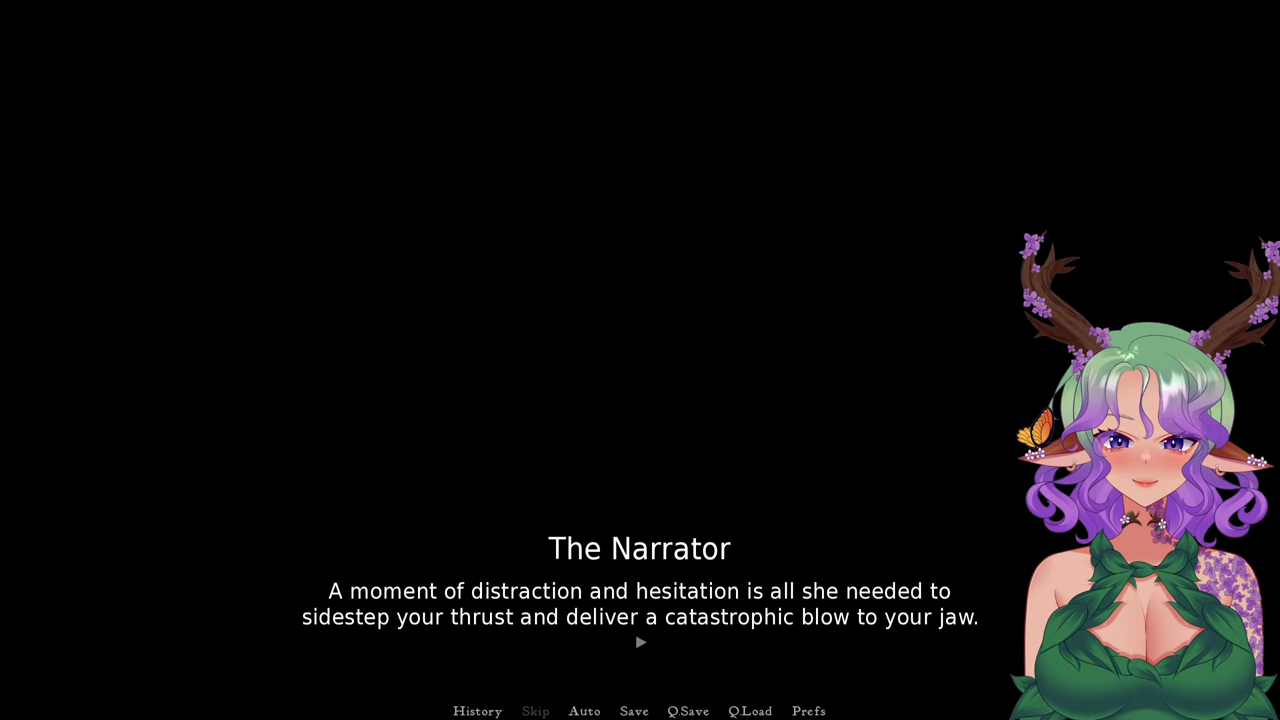 The Narrator
A moment of distraction and hesitation is all she needed to
sidestep your thrust and deliver a catastrophic blow to your jaw.
History Skip Auto Save Q.Save Q.Load Prefs